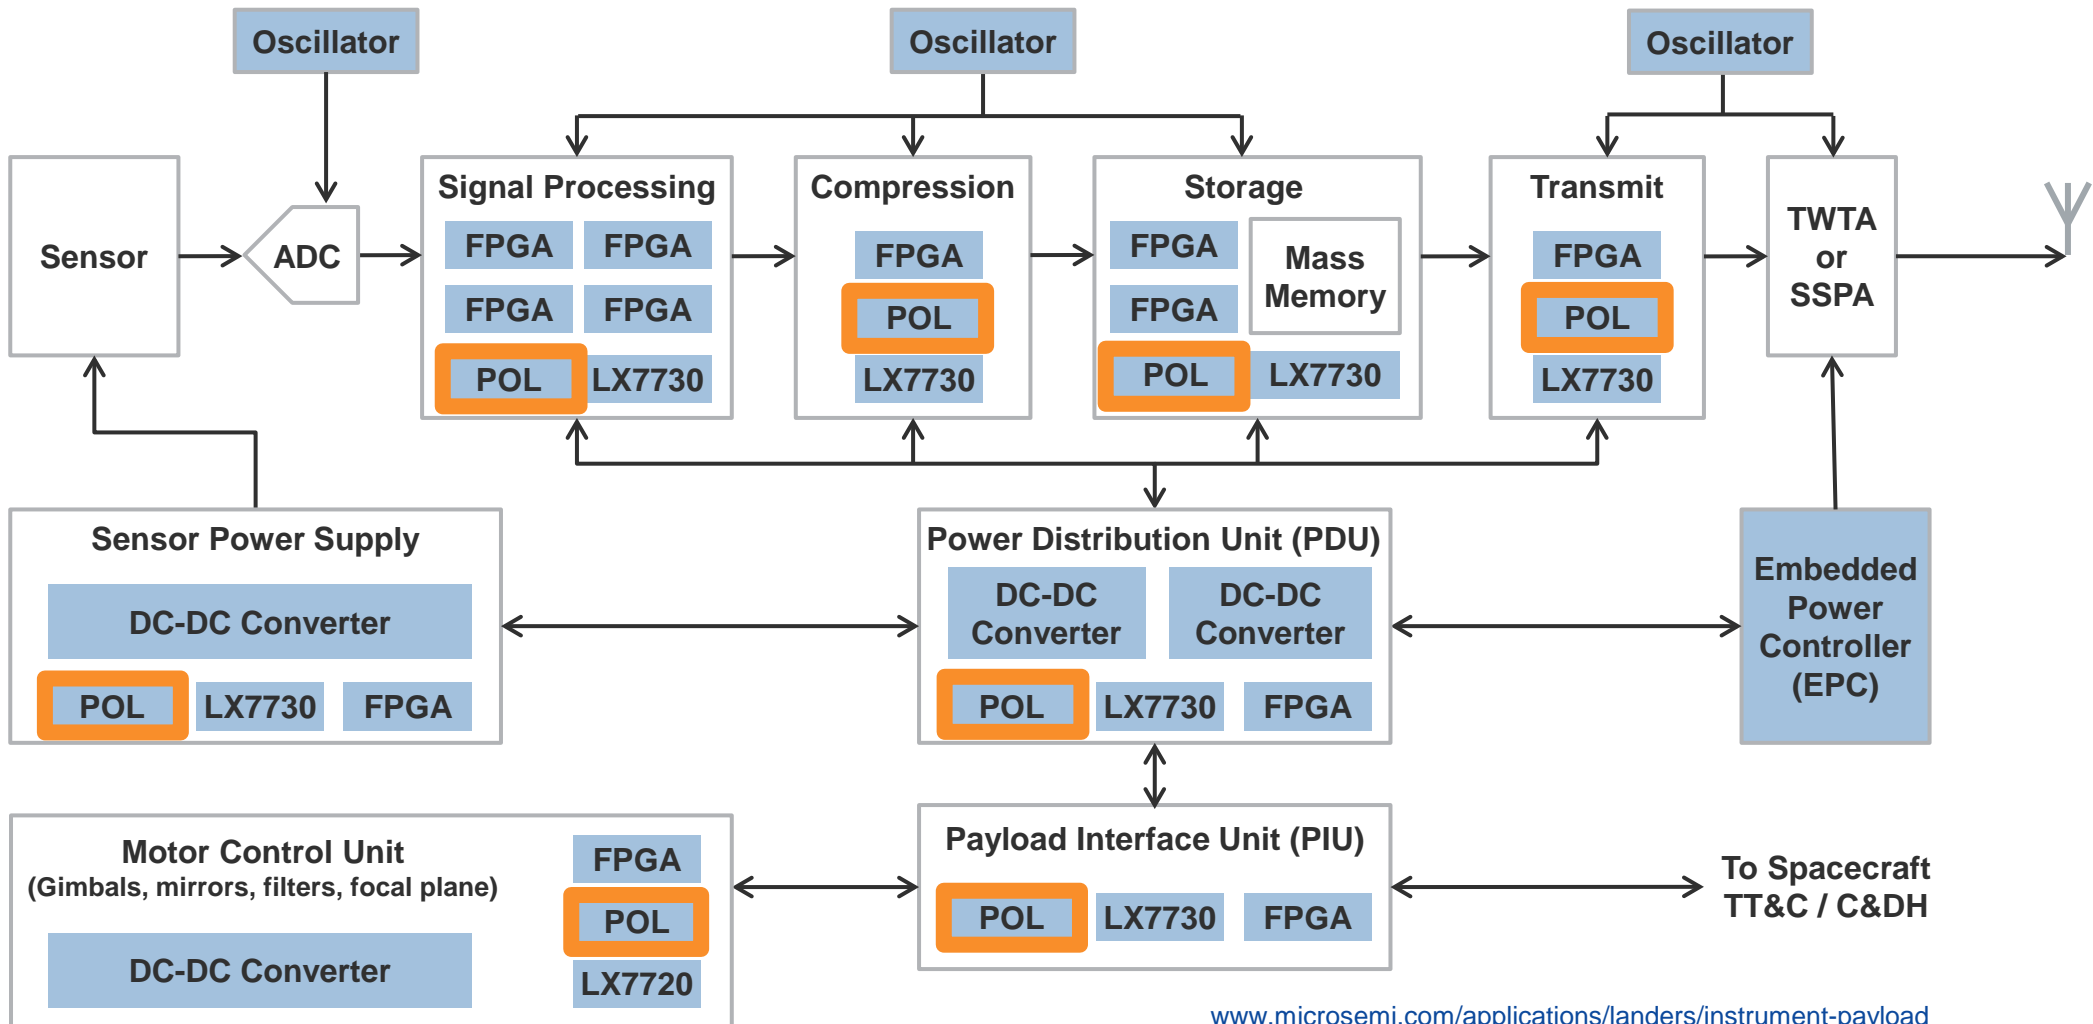 Oscillator
Oscillator
Oscillator
Sensor
ADC
Signal Processing
FPGA
FPGA
FPGA
FPGA
POL
LX7730
Compression
FPGA
POL
LX7730
Storage
FPGA
FPGA
Mass
Memory
POL
LX7730
Transmit
FPGA
POL
LX7730
TWTA
or
SSPA
Sensor Power Supply
DC-DC Converter
POL
LX7730
FPGA
Power Distribution Unit (PDU)
DC-DC
Converter
DC-DC
Converter
POL
LX7730
FPGA
Embedded
Power
Controller
(EPC)
Motor Control Unit
(Gimbals, mirrors, filters, focal plane)
DC-DC Converter
FPGA
POL
LX7720
Payload Interface Unit (PIU)
POL
LX7730
FPGA
To Spacecraft
TT&C / C&DH
www.microsemi.com/applications/landers/instrument-payload